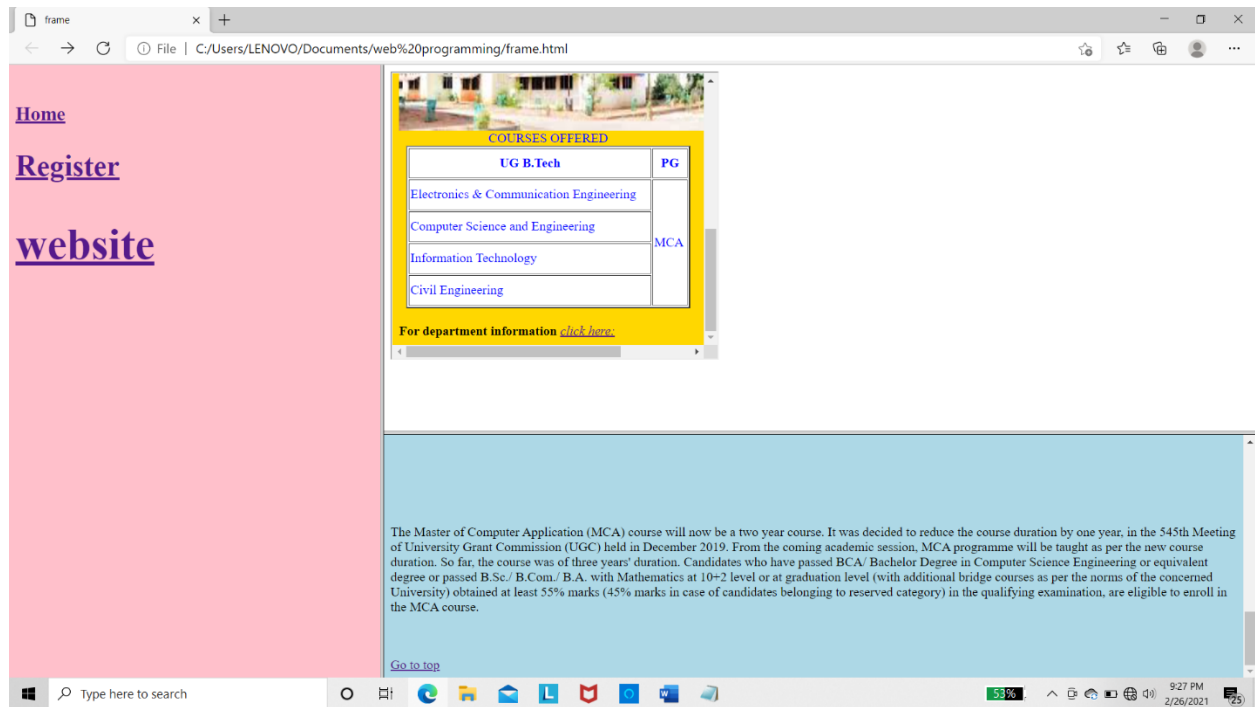 frame
File | C:/Users/LENOVO/Documents/web%20programming/frame.html
Home
Register
website
COURSES OFFERED
UG B.Tech PG
Electronics & Communication Engineering
Computer Science and Engineering
MCA
Information Technology
Civil Engineering
For department information click here:
The Master of Computer Application (MCA) course will now be a two year course. It was decided to reduce the course duration by one year, in the 545th Meeting
of University Grant Commission (UGC) held in December 2019. From the coming academic session, MCA programme will be taught as per the new course
duration. So far, the course was of three years' duration. Candidates who have passed BCA/ Bachelor Degree in Computer Science Engineering or equivalent
degree or passed B.Sc./ B.Com./ B.A. with Mathematics at 10+2 level or at graduation level (with additional bridge courses as per the norms of the concerned
University) obtained at least 55% marks (45% marks in case of candidates belonging to reserved category) in the qualifying examination, are eligible to enroll in
the MCA course.
Go to top
Type here to search
L
W
53%
9:27 PM
2/26/2021
25